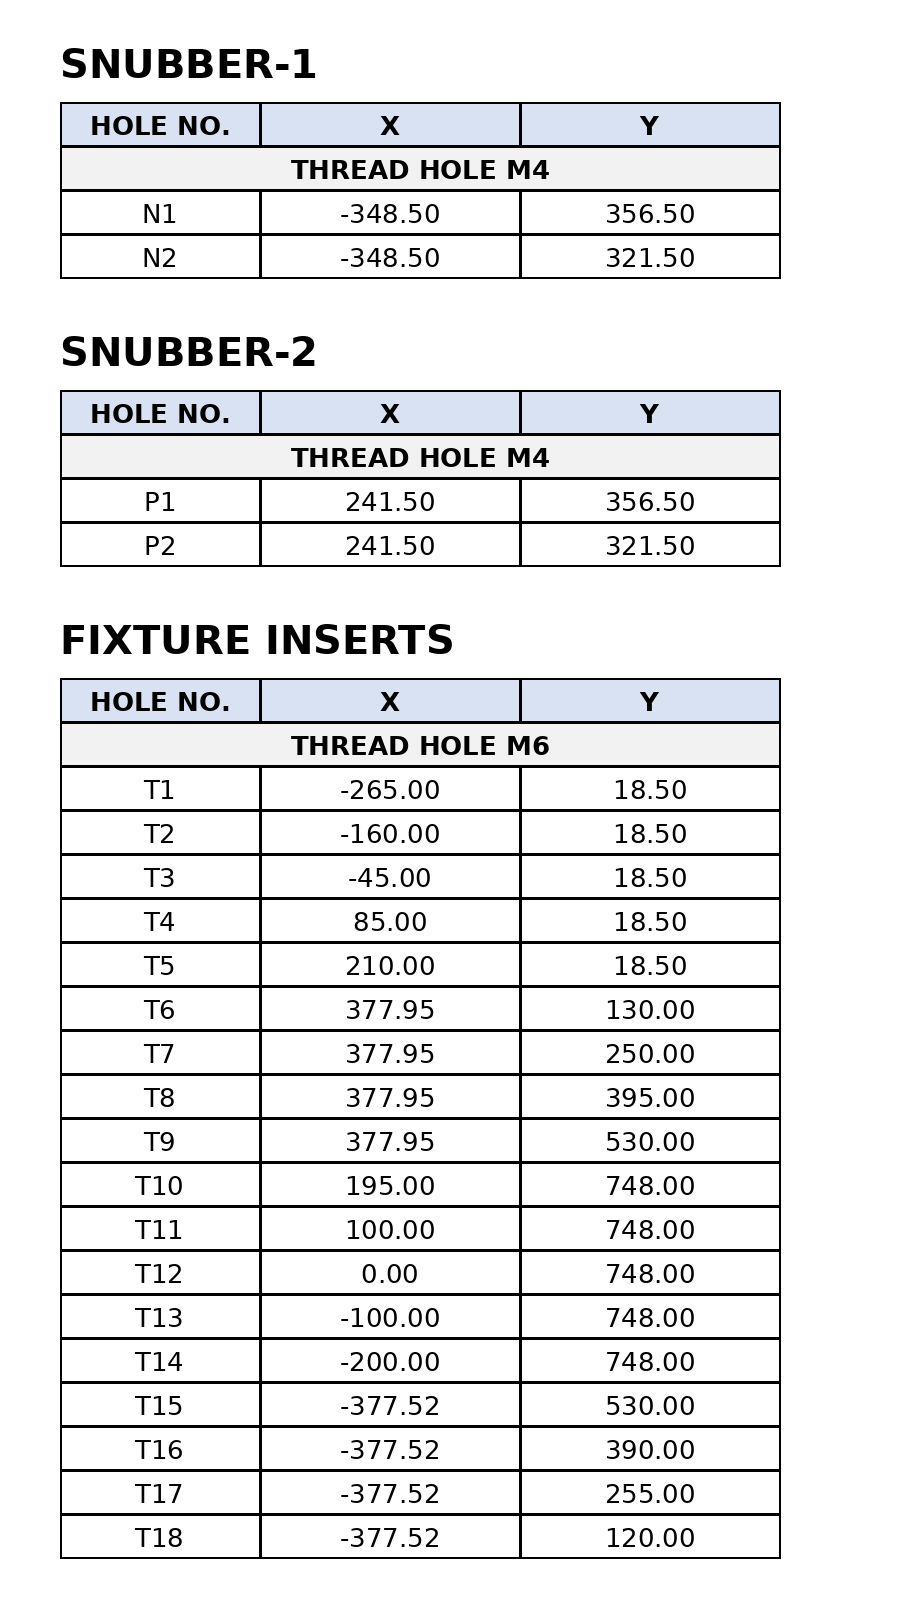 SNUBBER-1
HOLE NO. X Y
THREAD HOLE M4
N1 -348.50 356.50
N2 -348.50 321.50
SNUBBER-2
HOLE NO. X Y
THREAD HOLE M4
P1 241.50 356.50
P2 241.50 321.50
FIXTURE INSERTS
HOLE NO. X Y
THREAD HOLE M6
T1 -265.00 18.50
T2 -160.00 18.50
T3 -45.00 18.50
T4 85.00 18.50
T5 210.00 18.50
T6 377.95 130.00
T7 377.95 250.00
T8 377.95 395.00
T9 377.95 530.00
T10 195.00 748.00
T11 100.00 748.00
T12 0.00 748.00
T13 -100.00 748.00
T14 -200.00 748.00
T15 -377.52 530.00
T16 -377.52 390.00
T17 -377.52 255.00
T18 -377.52 120.00